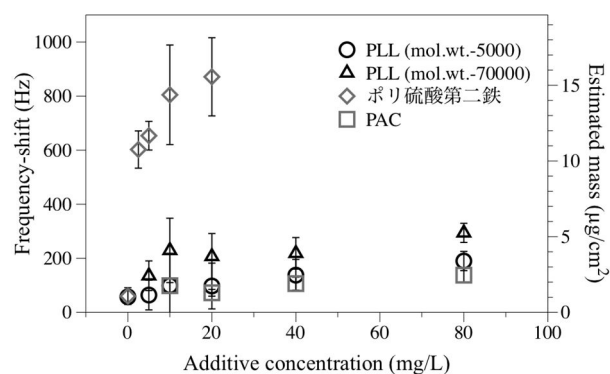 1000
800
600
400
200
0
Frequency-shift (Hz)
PLL (mol.wt.-5000)
PLL (mol.wt.-70000)
ポリ硫酸第二鉄
PAC
15
10
5
0
Estimated mass (μg/cm²)
0 20 40 60 80 100
Additive concentration (mg/L)